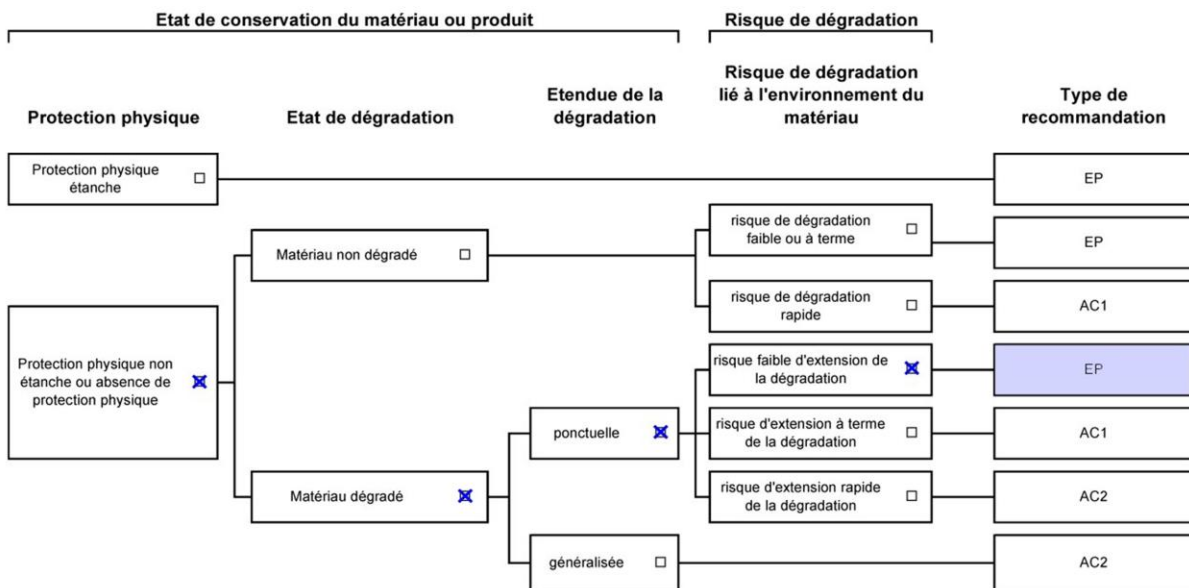 Etat de conservation du matériau ou produit
Risque de dégradation
Protection physique
Etat de dégradation
Etendue de la
dégradation
Risque de dégradation
lié à l'environnement du
matériau
Type de
recommandation
Protection physique
étanche
EP
Matériau non dégradé
risque de dégradation
faible ou à terme
EP
risque de dégradation
rapide
AC1
Protection physique non
étanche ou absence de
protection physique
risque faible d'extension de
la dégradation
EP
ponctuelle
risque d'extension à terme
de la dégradation
AC1
Matériau dégradé
risque d'extension rapide
de la dégradation
AC2
généralisée
AC2